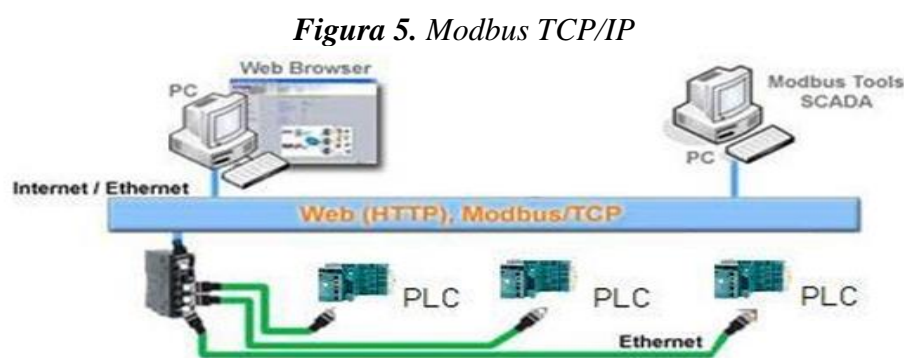 Figura 5. Modbus TCP/IP
Web Browser
PC
Modbus Tools
SCADA
PC
Internet / Ethernet
Web (HTTP), Modbus/TCP
PLC
PLC
PLC
Ethernet